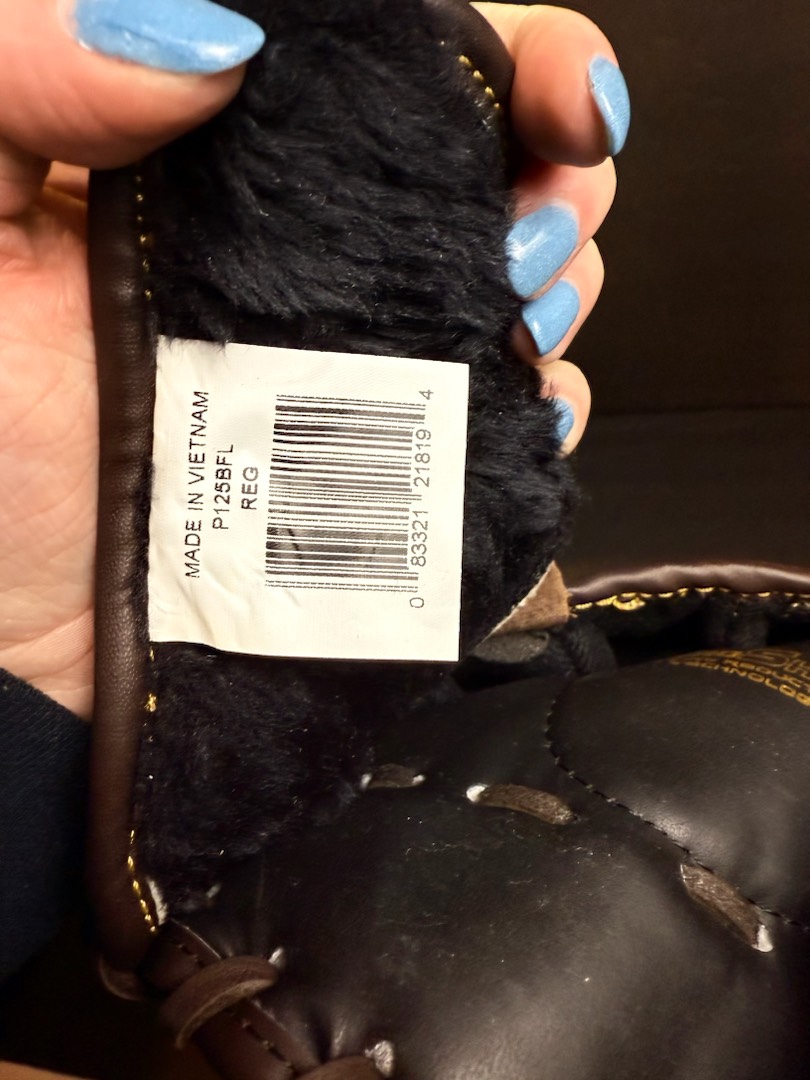 MADE IN VIETNAM
P125BFL
REG
0 83321 21819 4